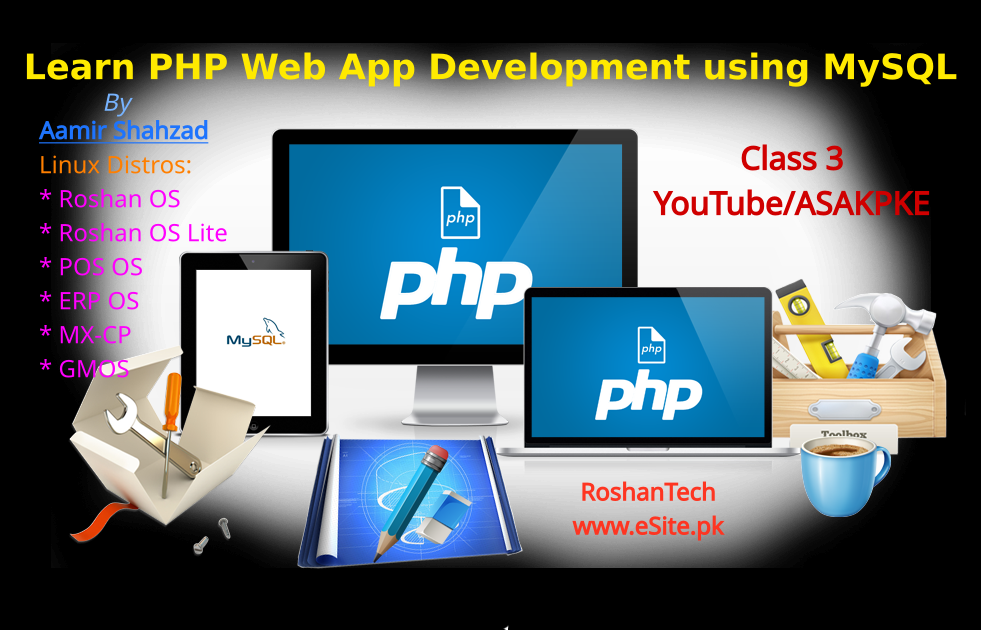 Learn PHP Web App Development using MySQL
By
Aamir Shahzad
Linux Distros:
* Roshan OS
* Roshan OS Lite
* POS OS
* ERP OS
* MX-CP
* GMOS
Class 3
YouTube/ASAKPKE
php
php
MySQL
php
php
Toolbox
RoshanTech
www.eSite.pk